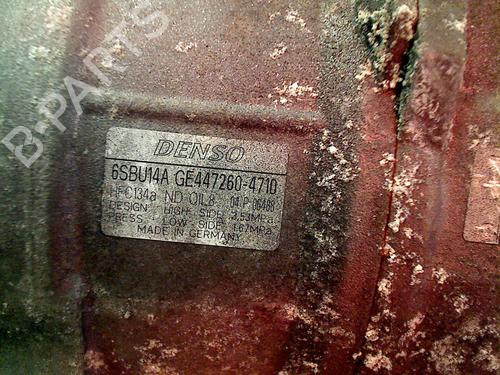 B-PARTS
DENSO
6SBU14A GE447260-4710
HFC134a ND OIL8 04 P 06488
DESIGN HIGH SIDE 3.53MPa
PRESS. LOW SIDE 1.67MPa
MADE IN GERMANY